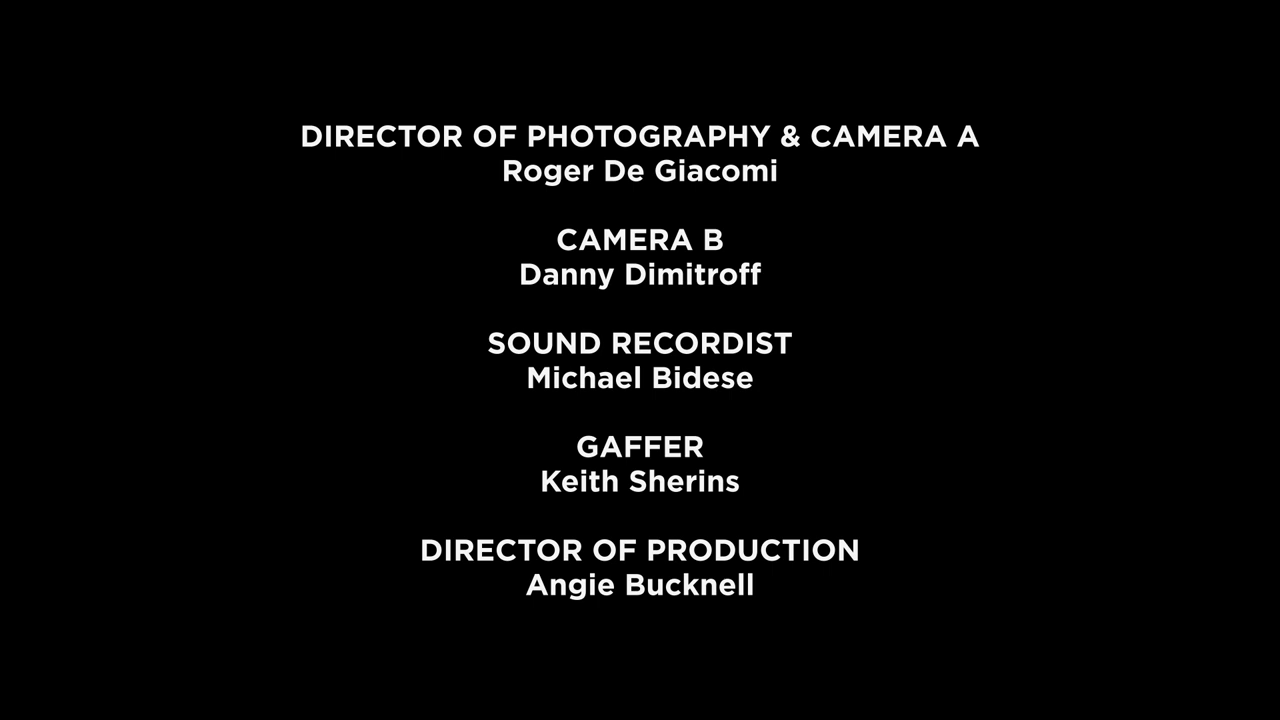 DIRECTOR OF PHOTOGRAPHY & CAMERA A
Roger De Giacomi
CAMERA B
Danny Dimitroff
SOUND RECORDIST
Michael Bidese
GAFFER
Keith Sherins
DIRECTOR OF PRODUCTION
Angie Bucknell